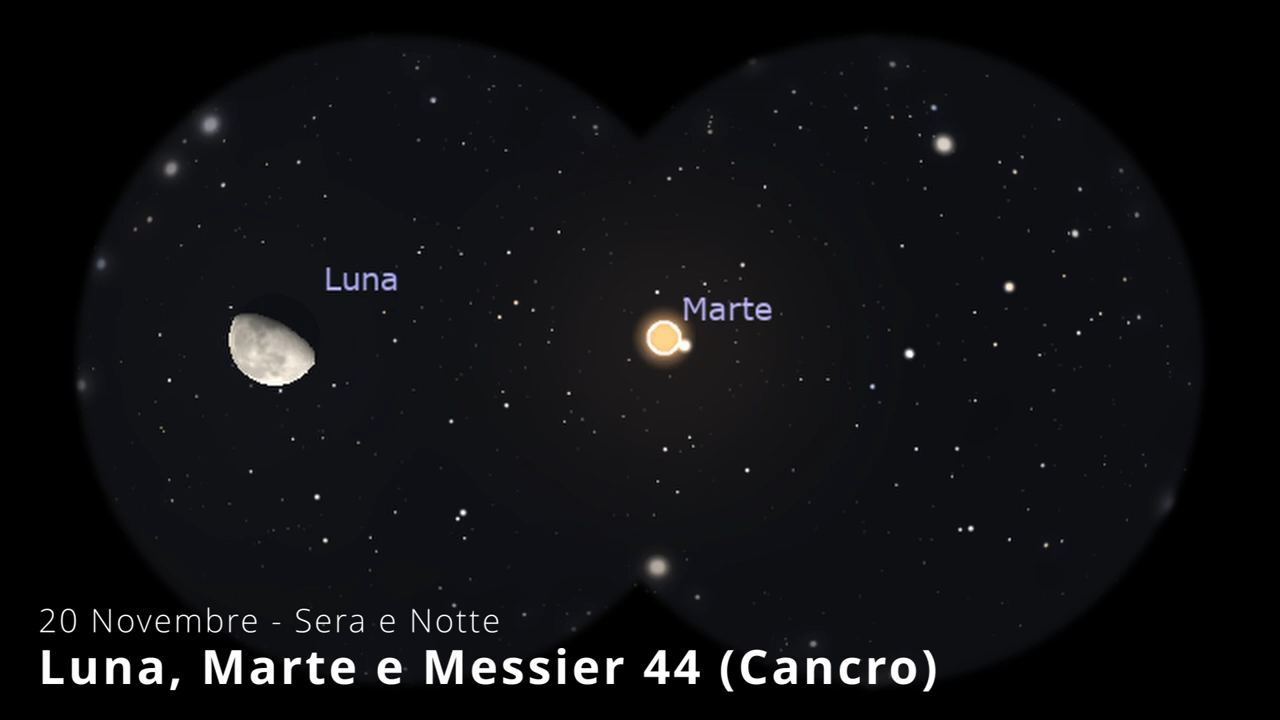 Luna
Marte
20 Novembre - Sera e Notte
Luna, Marte e Messier 44 (Cancro)